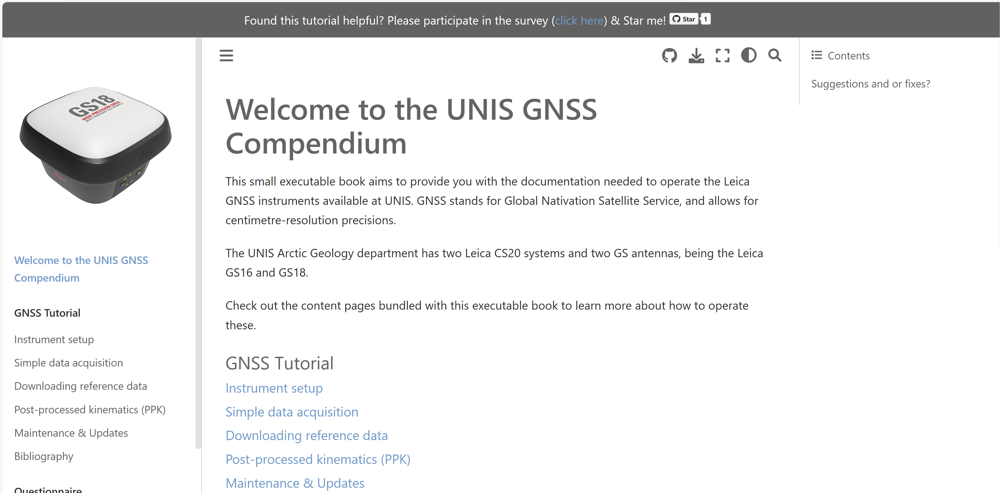 Found this tutorial helpful? Please participate in the survey (click here) & Star me! Star 1
GS18
HIGH PRECISION GNSS
MULTI-FREQUENCY 555 CHANNELS
Leica
Leica
Leica
Welcome to the UNIS GNSS
Compendium
GNSS Tutorial
Instrument setup
Simple data acquisition
Downloading reference data
Post-processed kinematics (PPK)
Maintenance & Updates
Bibliography
Questionnaire
Welcome to the UNIS GNSS
Compendium
This small executable book aims to provide you with the documentation needed to operate the Leica
GNSS instruments available at UNIS. GNSS stands for Global Nativation Satellite Service, and allows for
centimetre-resolution precisions.
The UNIS Arctic Geology department has two Leica CS20 systems and two GS antennas, being the Leica
GS16 and GS18.
Check out the content pages bundled with this executable book to learn more about how to operate
these.
GNSS Tutorial
Instrument setup
Simple data acquisition
Downloading reference data
Post-processed kinematics (PPK)
Maintenance & Updates
Contents
Suggestions and or fixes?